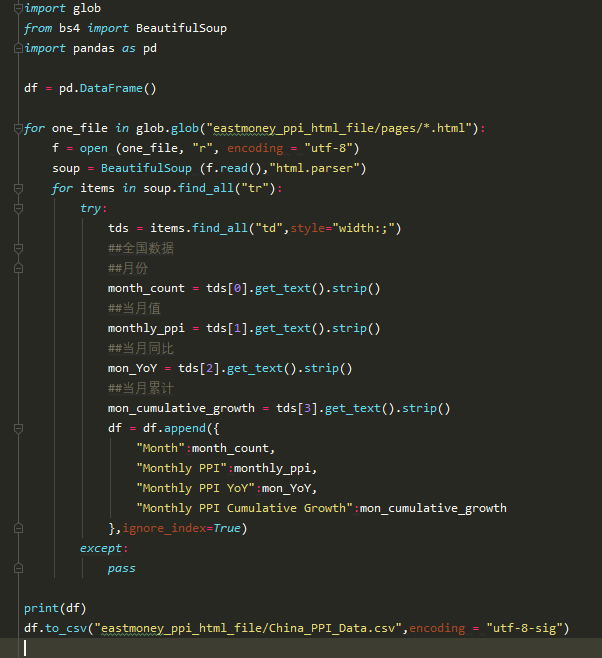 import glob
from bs4 import BeautifulSoup
import pandas as pd
df = pd.DataFrame()
for one_file in glob.glob("eastmoney_ppi_html_file/pages/*.html"):
f = open (one_file, "r", encoding = "utf-8")
soup = BeautifulSoup (f.read(),"html.parser")
for items in soup.find_all("tr"):
try:
tds = items.find_all("td",style="width:;")
##全国数据
##月份
month_count = tds[0].get_text().strip()
##当月值
monthly_ppi = tds[1].get_text().strip()
##当月同比
mon_YoY = tds[2].get_text().strip()
##当月累计
mon_cumulative_growth = tds[3].get_text().strip()
df = df.append({
"Month":month_count,
"Monthly PPI":monthly_ppi,
"Monthly PPI YoY":mon_YoY,
"Monthly PPI Cumulative Growth":mon_cumulative_growth
},ignore_index=True)
except:
pass
print(df)
df.to_csv("eastmoney_ppi_html_file/China_PPI_Data.csv",encoding = "utf-8-sig")